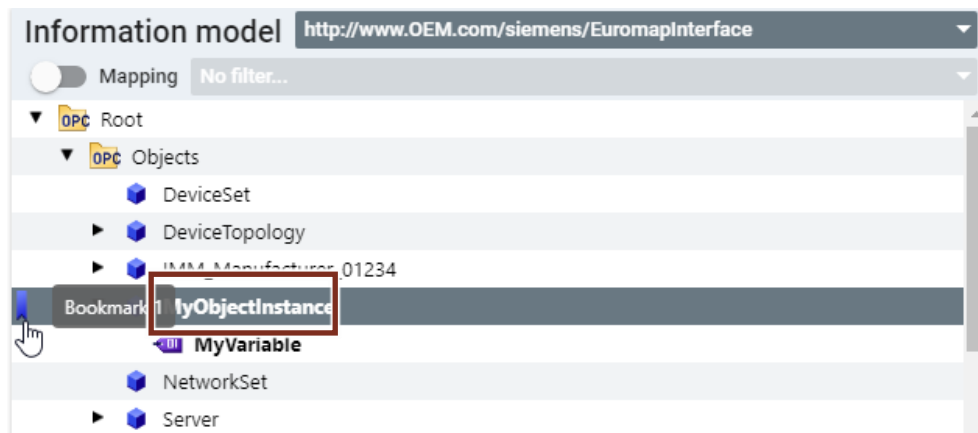 Information model http://www.OEM.com/siemens/EuromapInterface
Mapping No filter...
OPC Root
OPC Objects
DeviceSet
DeviceTopology
IMM_Manufacturer_01234
Bookmark 1 MyObjectInstance
01 MyVariable
NetworkSet
Server